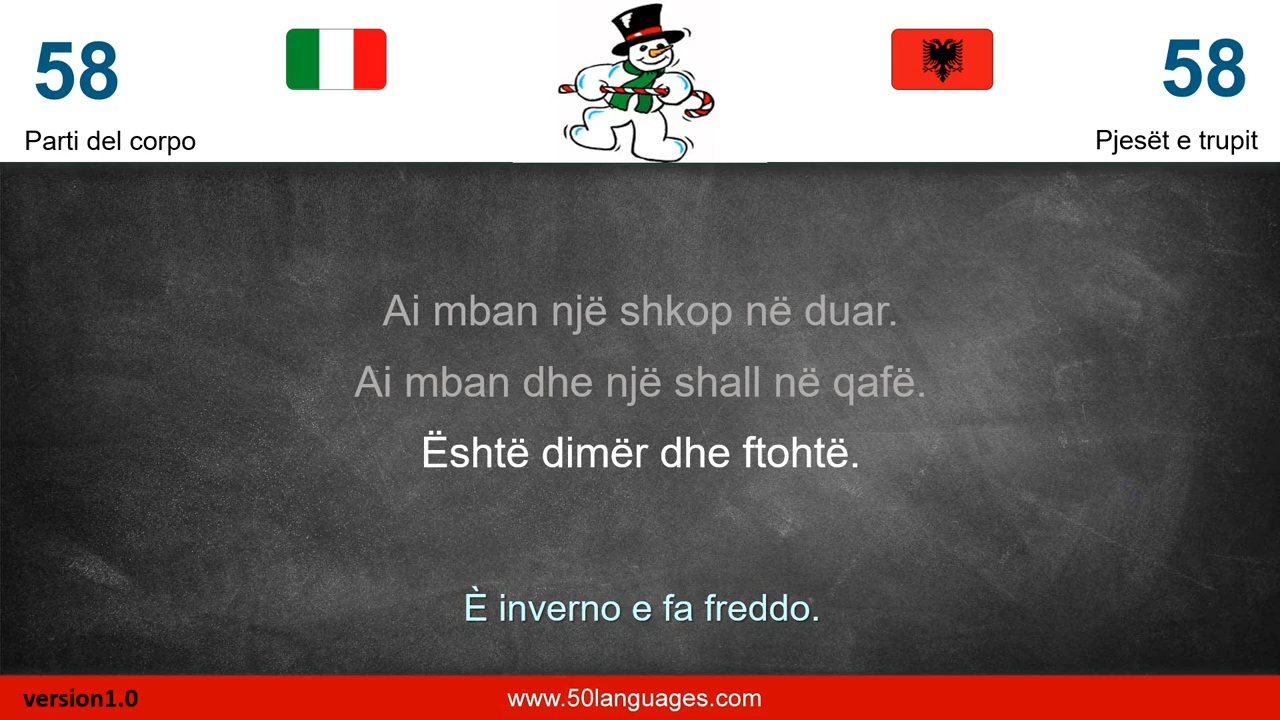 58
58
Parti del corpo
Pjesët e trupit
Ai mban një shkop në duar.
Ai mban dhe një shall në qafë.
Është dimër dhe ftohtë.
È inverno e fa freddo.
version1.0
www.50languages.com